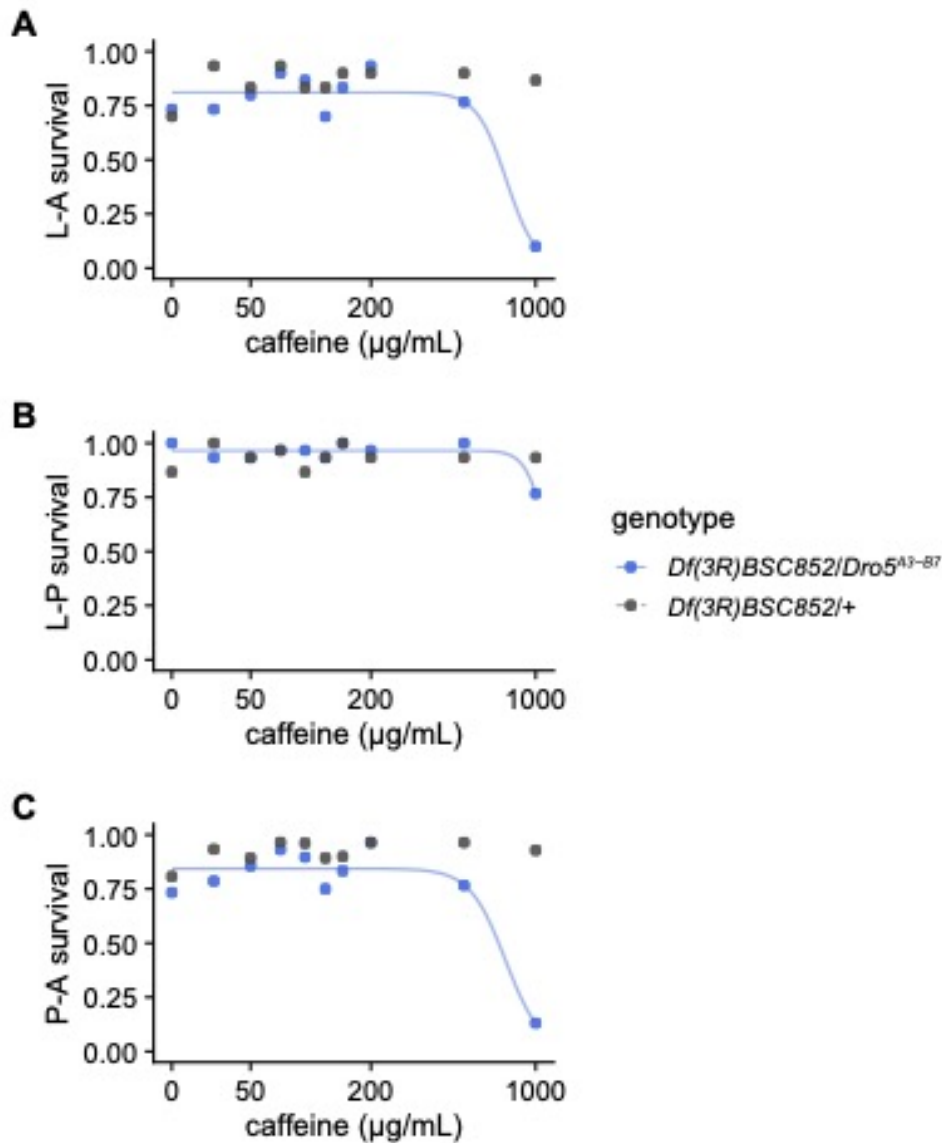 A
1.00
0.75
0.50
0.25
0.00
L-A survival
0 50 200 1000
caffeine (µg/mL)
B
1.00
0.75
0.50
0.25
0.00
L-P survival
0 50 200 1000
caffeine (µg/mL)
genotype
Df(3R)BSC852/Dro5^A3–B7
Df(3R)BSC852/+
C
1.00
0.75
0.50
0.25
0.00
P-A survival
0 50 200 1000
caffeine (µg/mL)